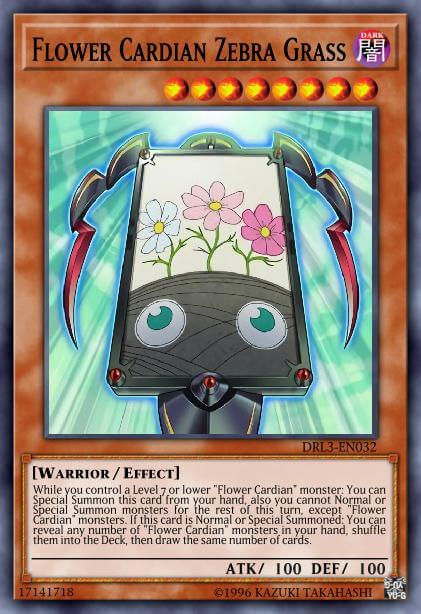 FLOWER CARDIAN ZEBRA GRASS
DARK
闇
DRL3-EN032
[WARRIOR / EFFECT]
While you control a Level 7 or lower "Flower Cardian" monster: You can
Special Summon this card from your hand, also you cannot Normal or
Special Summon monsters for the rest of this turn, except "Flower
Cardian" monsters. If this card is Normal or Special Summoned: You can
reveal any number of "Flower Cardian" monsters in your hand, shuffle
them into the Deck, then draw the same number of cards.
ATK/ 100 DEF/ 100
17141718
©1996 KAZUKI TAKAHASHI